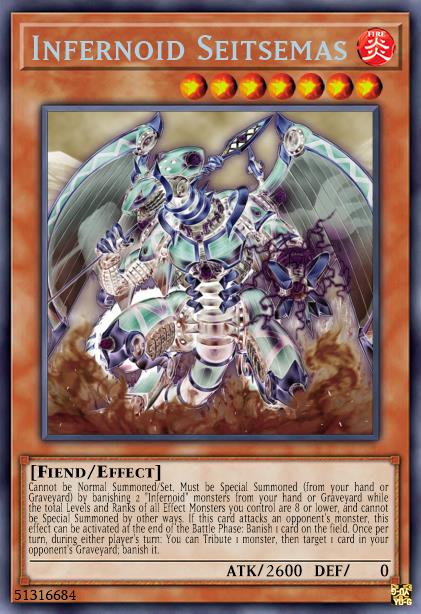 INFERNOID SEITSEMAS
FIRE
炎
[FIEND/EFFECT]
Cannot be Normal Summoned/Set. Must be Special Summoned (from your hand or
Graveyard) by banishing 2 "Infernoid" monsters from your hand or Graveyard while
the total Levels and Ranks of all Effect Monsters you control are 8 or lower, and cannot
be Special Summoned by other ways. If this card attacks an opponent's monster, this
effect can be activated at the end of the Battle Phase: Banish 1 card on the field. Once per
turn, during either player's turn: You can Tribute 1 monster, then target 1 card in your
opponent's Graveyard; banish it.
ATK/2600 DEF/ 0
51316684